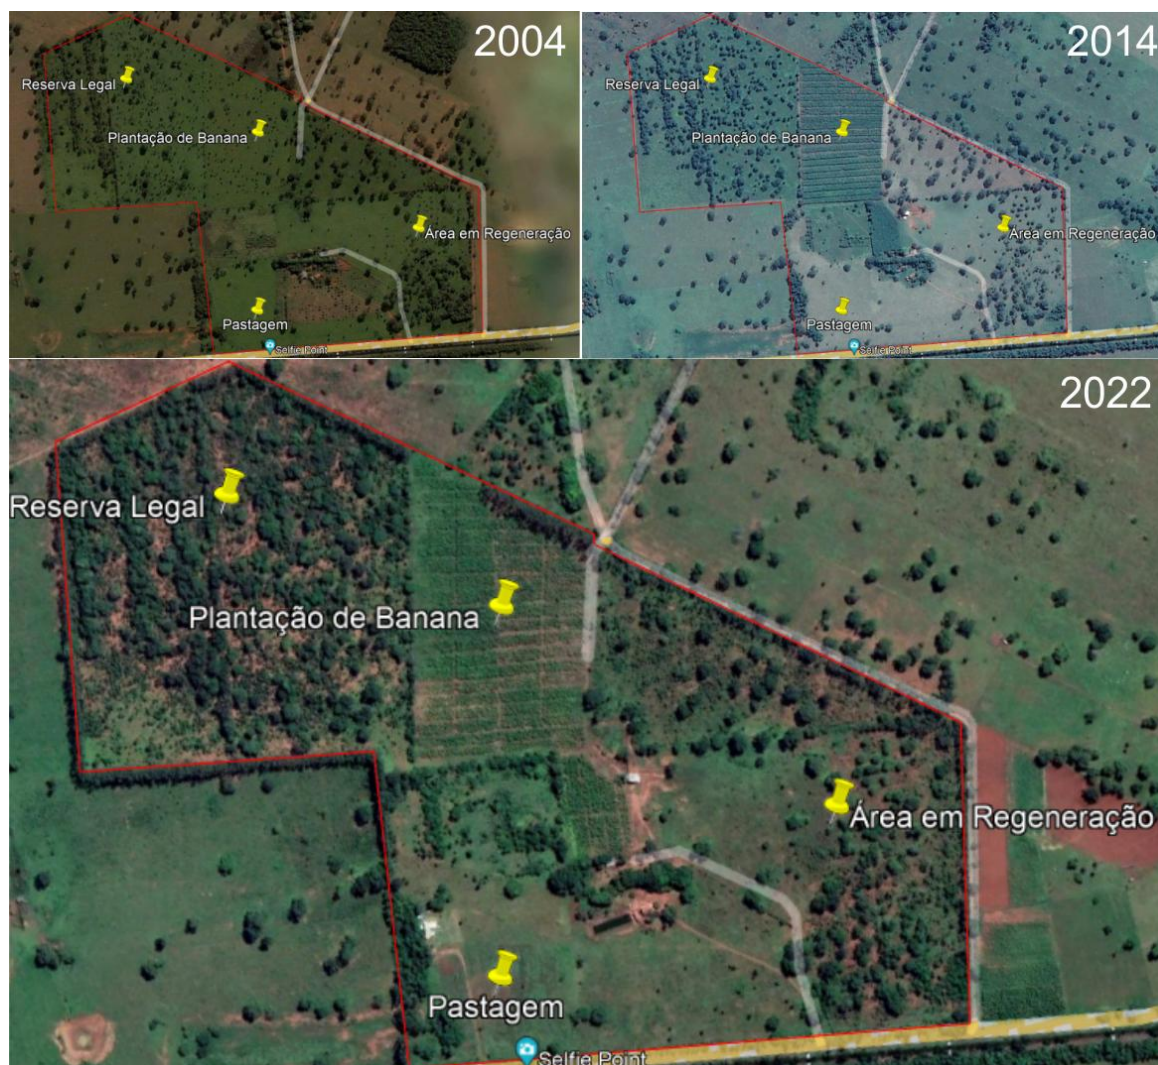 2004
Reserva Legal
Plantação de Banana
Área em Regeneração
Pastagem
Selfie Point
2014
Reserva Legal
Plantação de Banana
Área em Regeneração
Pastagem
Selfie Point
2022
Reserva Legal
Plantação de Banana
Área em Regeneração
Pastagem
Selfie Point